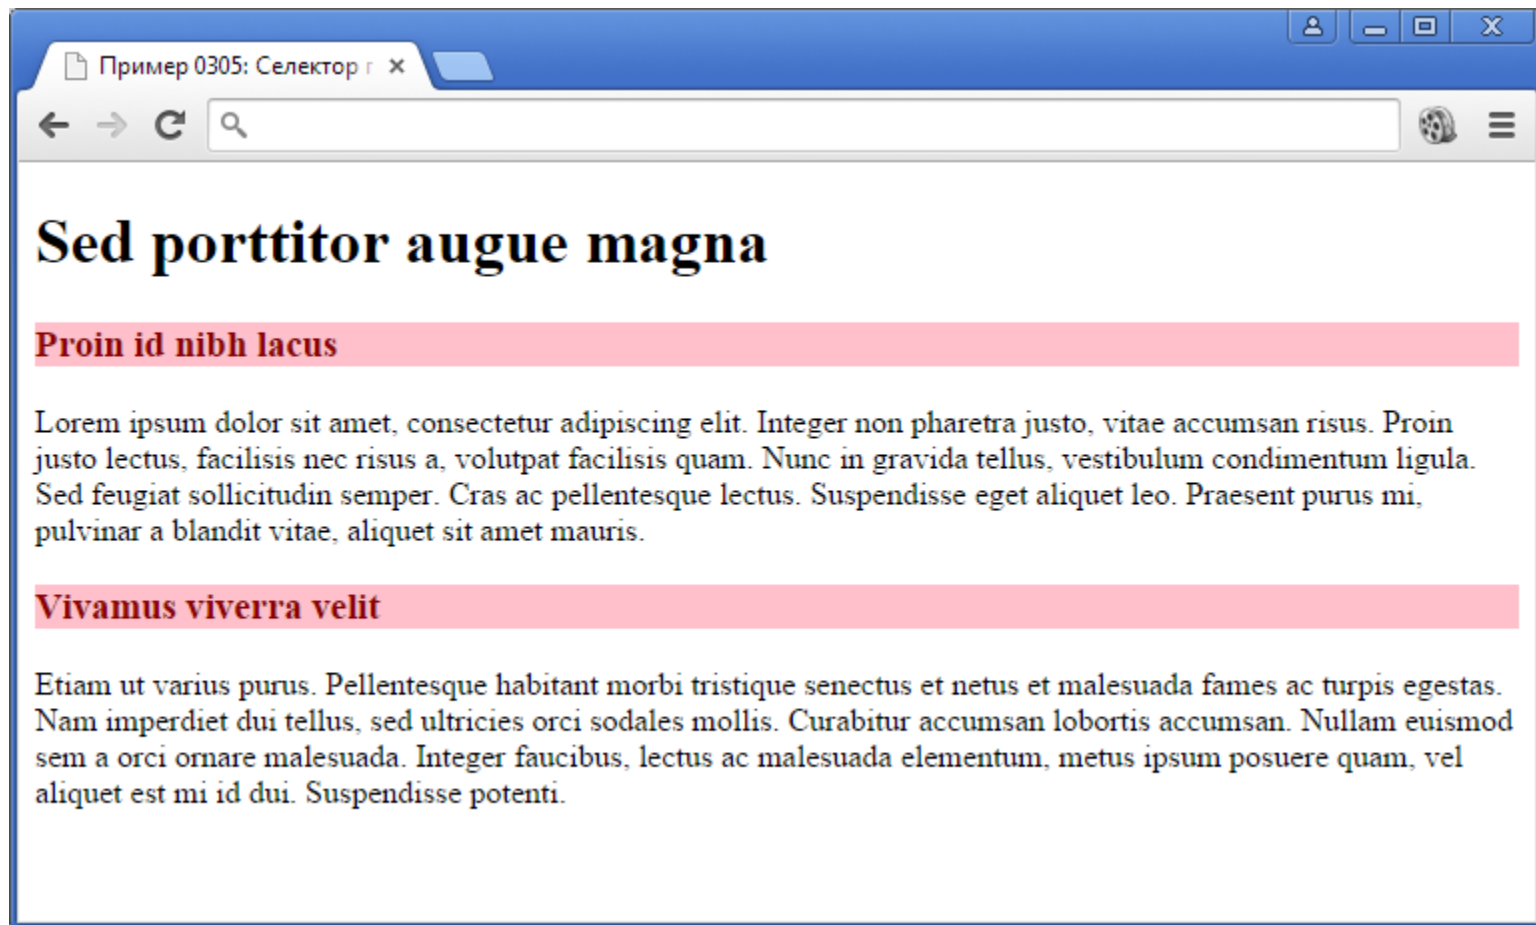 Пример 0305: Селектор
Sed porttitor augue magna
Proin id nibh lacus
Lorem ipsum dolor sit amet, consectetur adipiscing elit. Integer non pharetra justo, vitae accumsan risus. Proin
justo lectus, facilisis nec risus a, volutpat facilisis quam. Nunc in gravida tellus, vestibulum condimentum ligula.
Sed feugiat sollicitudin semper. Cras ac pellentesque lectus. Suspendisse eget aliquet leo. Praesent purus mi,
pulvinar a blandit vitae, aliquet sit amet mauris.
Vivamus viverra velit
Etiam ut varius purus. Pellentesque habitant morbi tristique senectus et netus et malesuada fames ac turpis egestas.
Nam imperdiet dui tellus, sed ultricies orci sodales mollis. Curabitur accumsan lobortis accumsan. Nullam euismod
sem a orci ornare malesuada. Integer faucibus, lectus ac malesuada elementum, metus ipsum posuere quam, vel
aliquet est mi id dui. Suspendisse potenti.